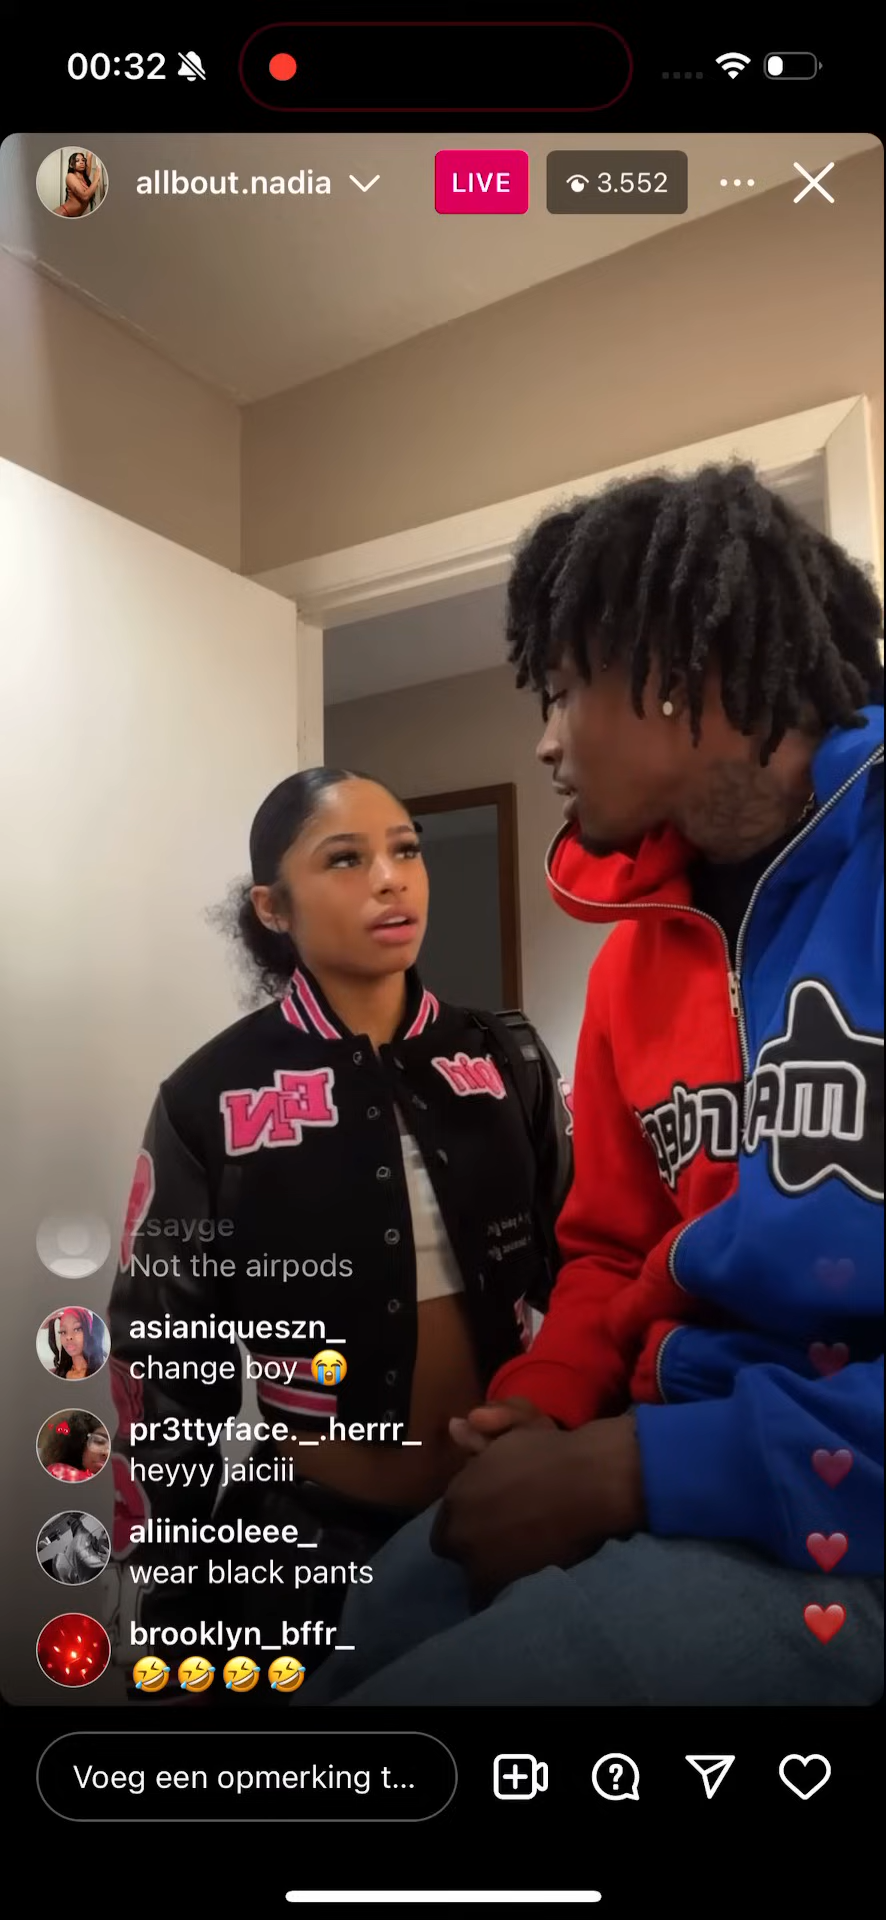 00:32
allbout.nadia
LIVE
3.552
EN
zsayge
Not the airpods
asianiqueszn_
change boy 😭
pr3ttyface._.herrr_
heyyy jaiciii
aliinicoleee_
wear black pants
brooklyn_bffr_
🤣🤣🤣🤣
Voeg een opmerking t...